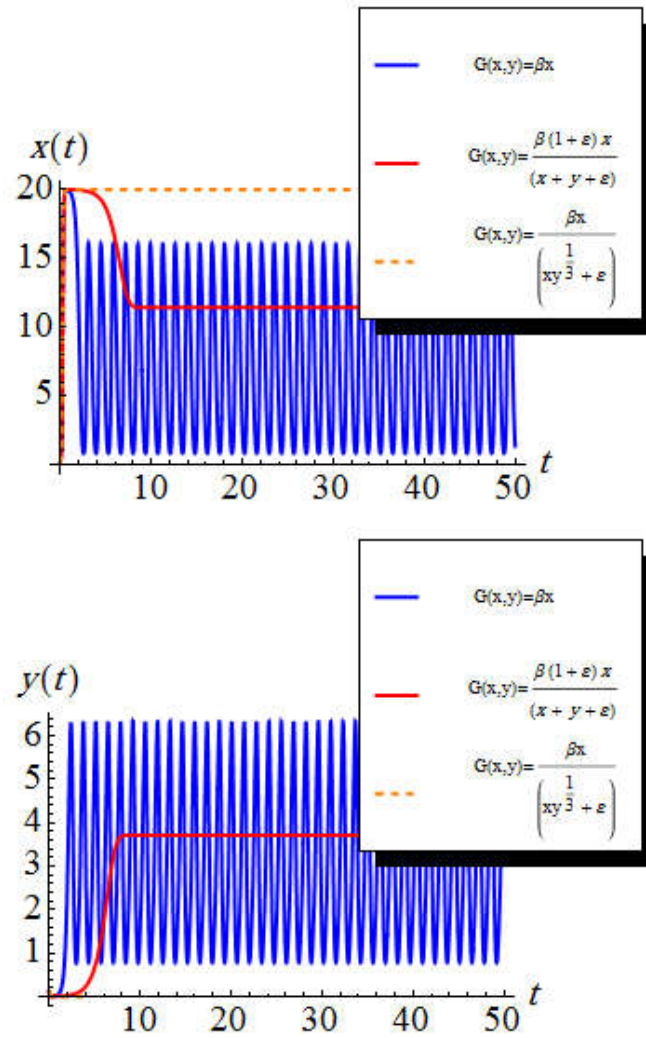 G(x,y)=βx
G(x,y)= β (1 + ε) x / (x + y + ε)
G(x,y)= βx / (xy^(1/3) + ε)
x(t)
20
15
10
5
10 20 30 40 50 t
G(x,y)=βx
G(x,y)= β (1 + ε) x / (x + y + ε)
G(x,y)= βx / (xy^(1/3) + ε)
y(t)
6
5
4
3
2
1
10 20 30 40 50 t